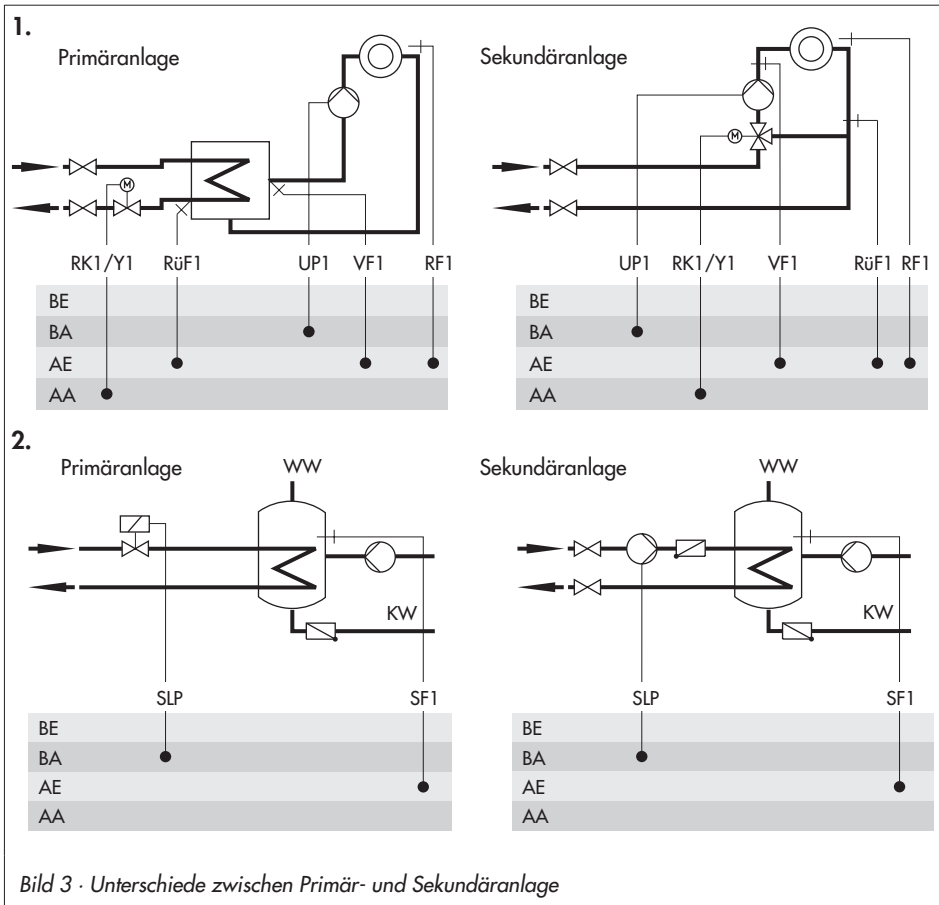 1.
Primäranlage
Sekundäranlage
M
M
RK1/Y1 RüF1 UP1 VF1 RF1
UP1 RK1/Y1 VF1 RüF1 RF1
BE
BA
AE
AA
BE
BA
AE
AA
2.
Primäranlage
WW
KW
Sekundäranlage
WW
KW
SLP SF1
SLP SF1
BE
BA
AE
AA
BE
BA
AE
AA
Bild 3 · Unterschiede zwischen Primär- und Sekundäranlage